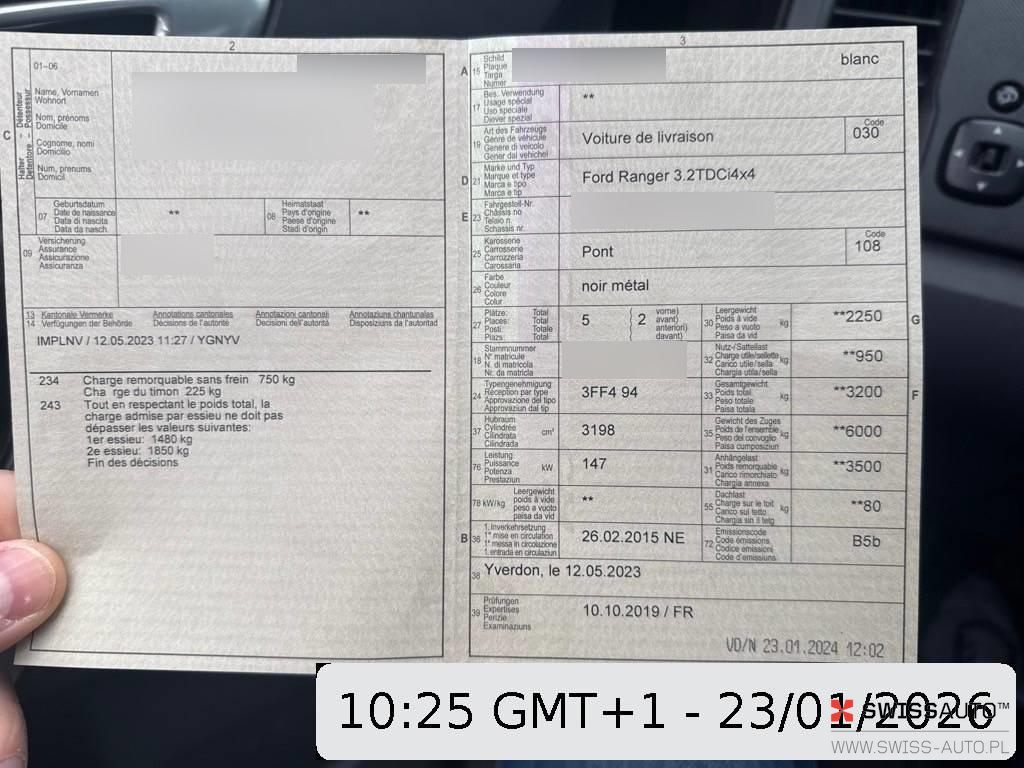 2
01-06
Halter - Détenteur
Detentore - Possessur
C
Name, Vornamen
Wohnort
Nom, prénoms
Domicile
Cognome, nomi
Domicilio
Num, prenums
Domicil
07
Geburtsdatum
Date de naissance
Data di nascita
Data da nasch.
**
08
Heimatstaat
Pays d'origine
Paese d'origine
Stadi d'origin
**
09
Versicherung
Assurance
Assicurazione
Assicuranza
13 Kantonale Vermerke Annotations cantonales Annotazioni cantonali Annotaziuns chantunalas
14 Verfügungen der Behörde Décisions de l'autorité Decisioni dell'autorità Disposiziuns da l'autoritad
IMPLNV / 12.05.2023 11:27 / YGNYV
234 Charge remorquable sans frein 750 kg
Cha rge du timon 225 kg
243 Tout en respectant le poids total, la
charge admise par essieu ne doit pas
dépasser les valeurs suivantes:
1er essieu: 1480 kg
2e essieu: 1850 kg
Fin des décisions
3
A 15
Schild
Plaque
Targa
Numer
blanc
17
Bes. Verwendung
Usage spécial
Uso speciale
Diever spezial
**
19
Art des Fahrzeugs
Genre de véhicule
Genere di veicolo
Gener dal vehichel
Voiture de livraison
Code
030
D 21
Marke und Typ
Marque et type
Marca e tipo
Marca e tip
Ford Ranger 3.2TDCi4x4
E 23
Fahrgestell-Nr.
Châssis no
Telaio n.
Schassis nr.
25
Karosserie
Carrosserie
Carrozzeria
Carossaria
Pont
Code
108
26
Farbe
Couleur
Colore
Colur
noir métal
27
Plätze: Total
Places: Total
Posti: Totale
Plazs: Total
5
2
vorne)
avant)
anteriori)
davant)
30
Leergewicht
Poids à vide
Peso a vuoto
Paisa da vid
kg
**2250
G
18
Stammnummer
N° matricule
N. di matricola
Nr. da matricla
32
Nutz-/Sattellast
Charge utile/sellette
Carico utile/sella
Chargia utila/sella
kg
**950
24
Typengenehmigung
Réception par type
Approvazione del tipo
Approvaziun dal tip
3FF4 94
33
Gesamtgewicht
Poids total
Peso totale
Paisa totala
kg
**3200
F
37
Hubraum
Cylindrée
Cilindrata
Cilindrada
cm³
3198
35
Gewicht des Zuges
Poids de l'ensemble
Peso del convoglio
Paisa cumposiziun
kg
**6000
76
Leistung
Puissance
Potenza
Prestaziun
kW
147
31
Anhängelast
Poids remorquable
Carico rimorchiato
Chargia annexa
kg
**3500
78 kW/kg
Leergewicht
poids à vide
peso a vuoto
paisa da vid
**
55
Dachlast
Charge sur le toit
Carico sul tetto
Chargia sin il tetg
kg
**80
B 36
1. Inverkehrsetzung
1re mise en circulation
1a messa in circolazione
1. entrada en circulaziun
26.02.2015 NE
72
Emissionscode
Code émissions
Codice emissioni
Code d'emissiuns
B5b
38
Yverdon, le 12.05.2023
39
Prüfungen
Expertises
Perizie
Examinaziuns
10.10.2019 / FR
VD/N 23.01.2024 12:02
10:25 GMT+1 - 23/01/2026
SWISSAUTO™
WWW.SWISS-AUTO.PL